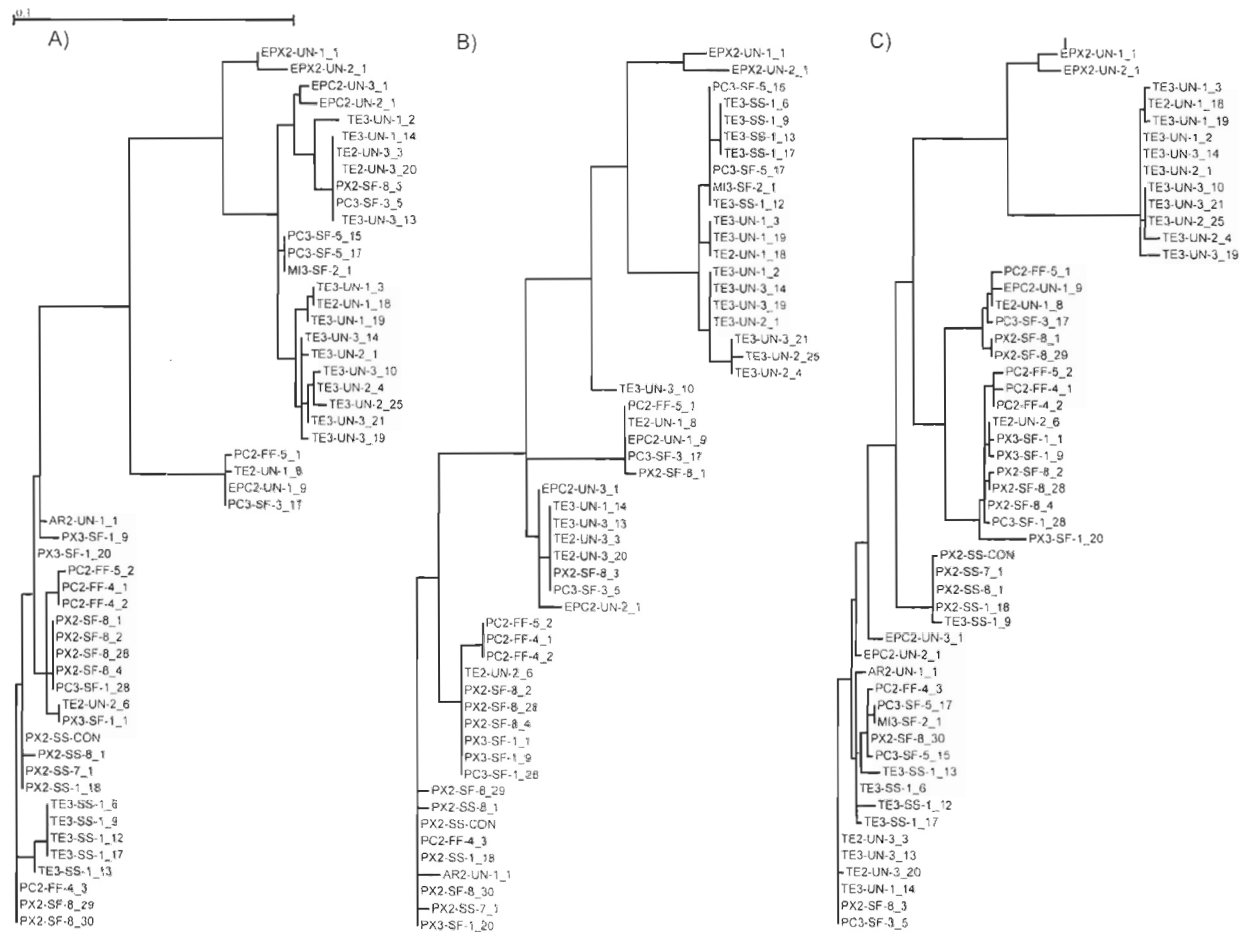 0.1
A)
EPX2-UN-1_1
EPX2-UN-2_1
EPC2-UN-3_1
EPC2-UN-2_1
TE3-UN-1_2
TE3-UN-1_14
TE2-UN-3_3
TE2-UN-3_20
PX2-SF-8_3
PC3-SF-3_5
TE3-UN-3_13
PC3-SF-5_15
PC3-SF-5_17
MI3-SF-2_1
TE3-UN-1_3
TE2-UN-1_18
TE3-UN-1_19
TE3-UN-3_14
TE3-UN-2_1
TE3-UN-3_10
TE3-UN-2_4
TE3-UN-2_25
TE3-UN-3_21
TE3-UN-3_19
PC2-FF-5_1
TE2-UN-1_8
EPC2-UN-1_9
PC3-SF-3_17
AR2-UN-1_1
PX3-SF-1_9
PX3-SF-1_20
PC2-FF-5_2
PC2-FF-4_1
PC2-FF-4_2
PX2-SF-8_1
PX2-SF-8_2
PX2-SF-8_28
PX2-SF-8_4
PC3-SF-1_28
TE2-UN-2_6
PX3-SF-1_1
PX2-SS-CON
PX2-SS-8_1
PX2-SS-7_1
PX2-SS-1_18
TE3-SS-1_6
TE3-SS-1_9
TE3-SS-1_12
TE3-SS-1_17
TE3-SS-1_13
PC2-FF-4_3
PX2-SF-8_29
PX2-SF-8_30
B)
EPX2-UN-1_1
EPX2-UN-2_1
PC3-SF-5_15
TE3-SS-1_6
TE3-SS-1_9
TE3-SS-1_13
TE3-SS-1_17
PC3-SF-5_17
MI3-SF-2_1
TE3-SS-1_12
TE3-UN-1_3
TE3-UN-1_19
TE2-UN-1_18
TE3-UN-1_2
TE3-UN-3_14
TE3-UN-3_19
TE3-UN-2_1
TE3-UN-3_21
TE3-UN-2_25
TE3-UN-2_4
TE3-UN-3_10
PC2-FF-5_1
TE2-UN-1_8
EPC2-UN-1_9
PC3-SF-3_17
PX2-SF-8_1
EPC2-UN-3_1
TE3-UN-1_14
TE3-UN-3_13
TE2-UN-3_3
TE2-UN-3_20
PX2-SF-8_3
PC3-SF-3_5
EPC2-UN-2_1
PC2-FF-5_2
PC2-FF-4_1
PC2-FF-4_2
TE2-UN-2_6
PX2-SF-8_2
PX2-SF-8_28
PX2-SF-8_4
PX3-SF-1_1
PX3-SF-1_9
PC3-SF-1_28
PX2-SF-8_29
PX2-SS-8_1
PX2-SS-CON
PC2-FF-4_3
PX2-SS-1_18
AR2-UN-1_1
PX2-SF-8_30
PX2-SS-7_1
PX3-SF-1_20
C)
EPX2-UN-1_1
EPX2-UN-2_1
TE3-UN-1_3
TE2-UN-1_18
TE3-UN-1_19
TE3-UN-1_2
TE3-UN-3_14
TE3-UN-2_1
TE3-UN-3_10
TE3-UN-3_21
TE3-UN-2_25
TE3-UN-2_4
TE3-UN-3_19
PC2-FF-5_1
EPC2-UN-1_9
TE2-UN-1_8
PC3-SF-3_17
PX2-SF-8_1
PX2-SF-8_29
PC2-FF-5_2
PC2-FF-4_1
PC2-FF-4_2
TE2-UN-2_6
PX3-SF-1_1
PX3-SF-1_9
PX2-SF-8_2
PX2-SF-8_28
PX2-SF-8_4
PC3-SF-1_28
PX3-SF-1_20
PX2-SS-CON
PX2-SS-7_1
PX2-SS-8_1
PX2-SS-1_18
TE3-SS-1_9
EPC2-UN-3_1
EPC2-UN-2_1
AR2-UN-1_1
PC2-FF-4_3
PC3-SF-5_17
MI3-SF-2_1
PX2-SF-8_30
PC3-SF-5_15
TE3-SS-1_13
TE3-SS-1_6
TE3-SS-1_12
TE3-SS-1_17
TE2-UN-3_3
TE3-UN-3_13
TE2-UN-3_20
TE3-UN-1_14
PX2-SF-8_3
PC3-SF-3_5